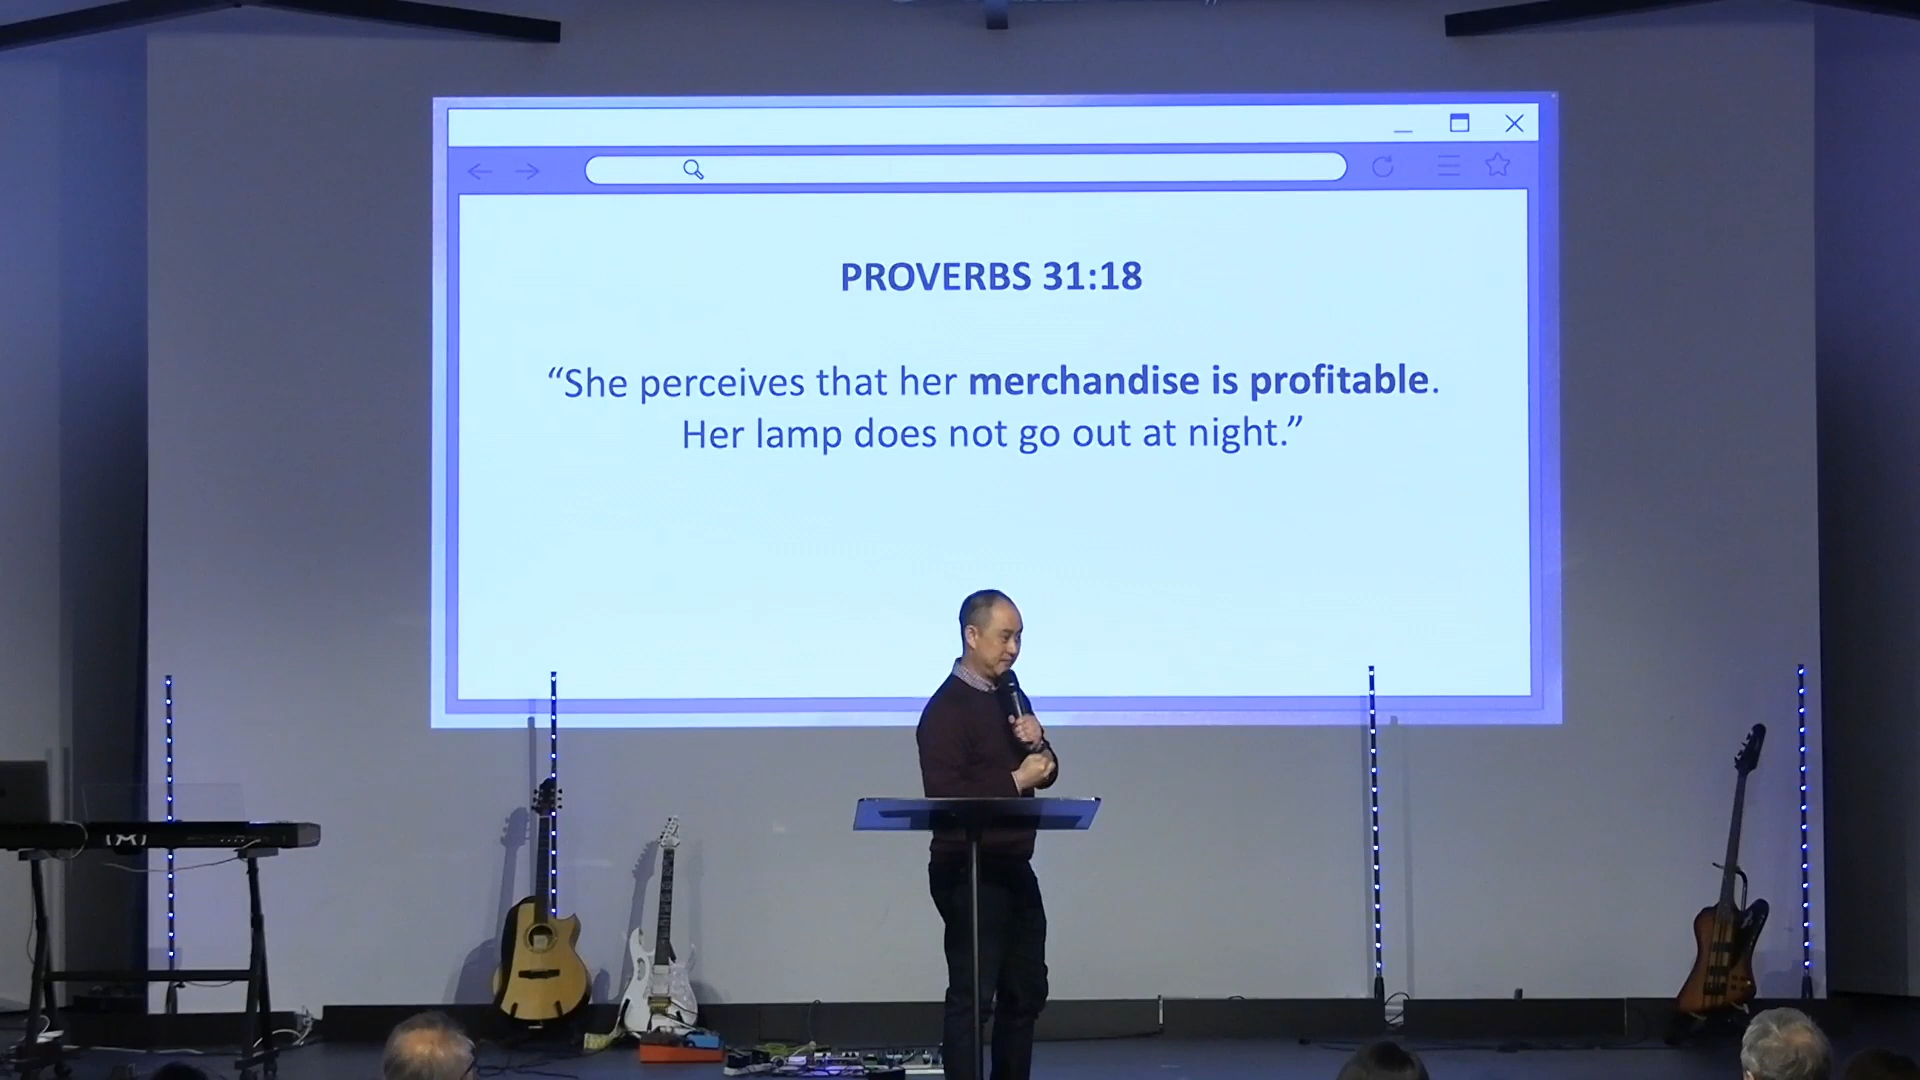 PROVERBS 31:18
“She perceives that her merchandise is profitable.
Her lamp does not go out at night.”